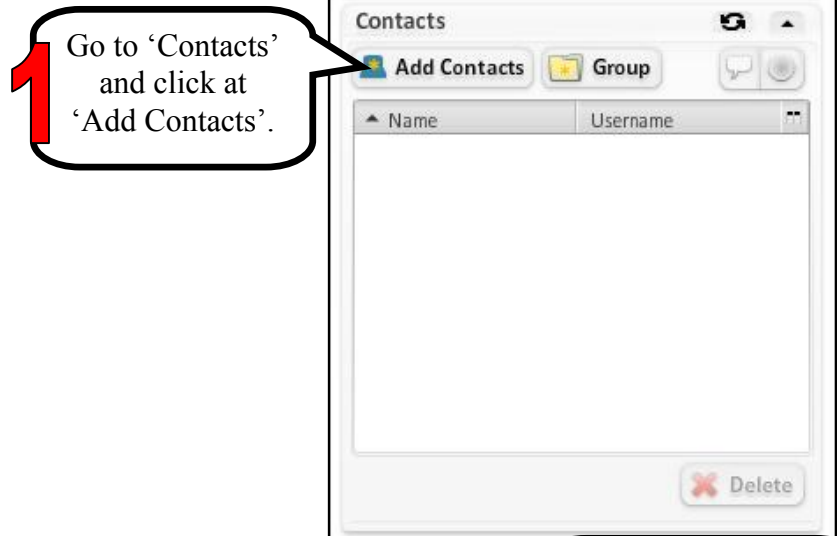 1
Go to ‘Contacts’
and click at
‘Add Contacts’.
Contacts
Add Contacts Group
Name Username
Delete